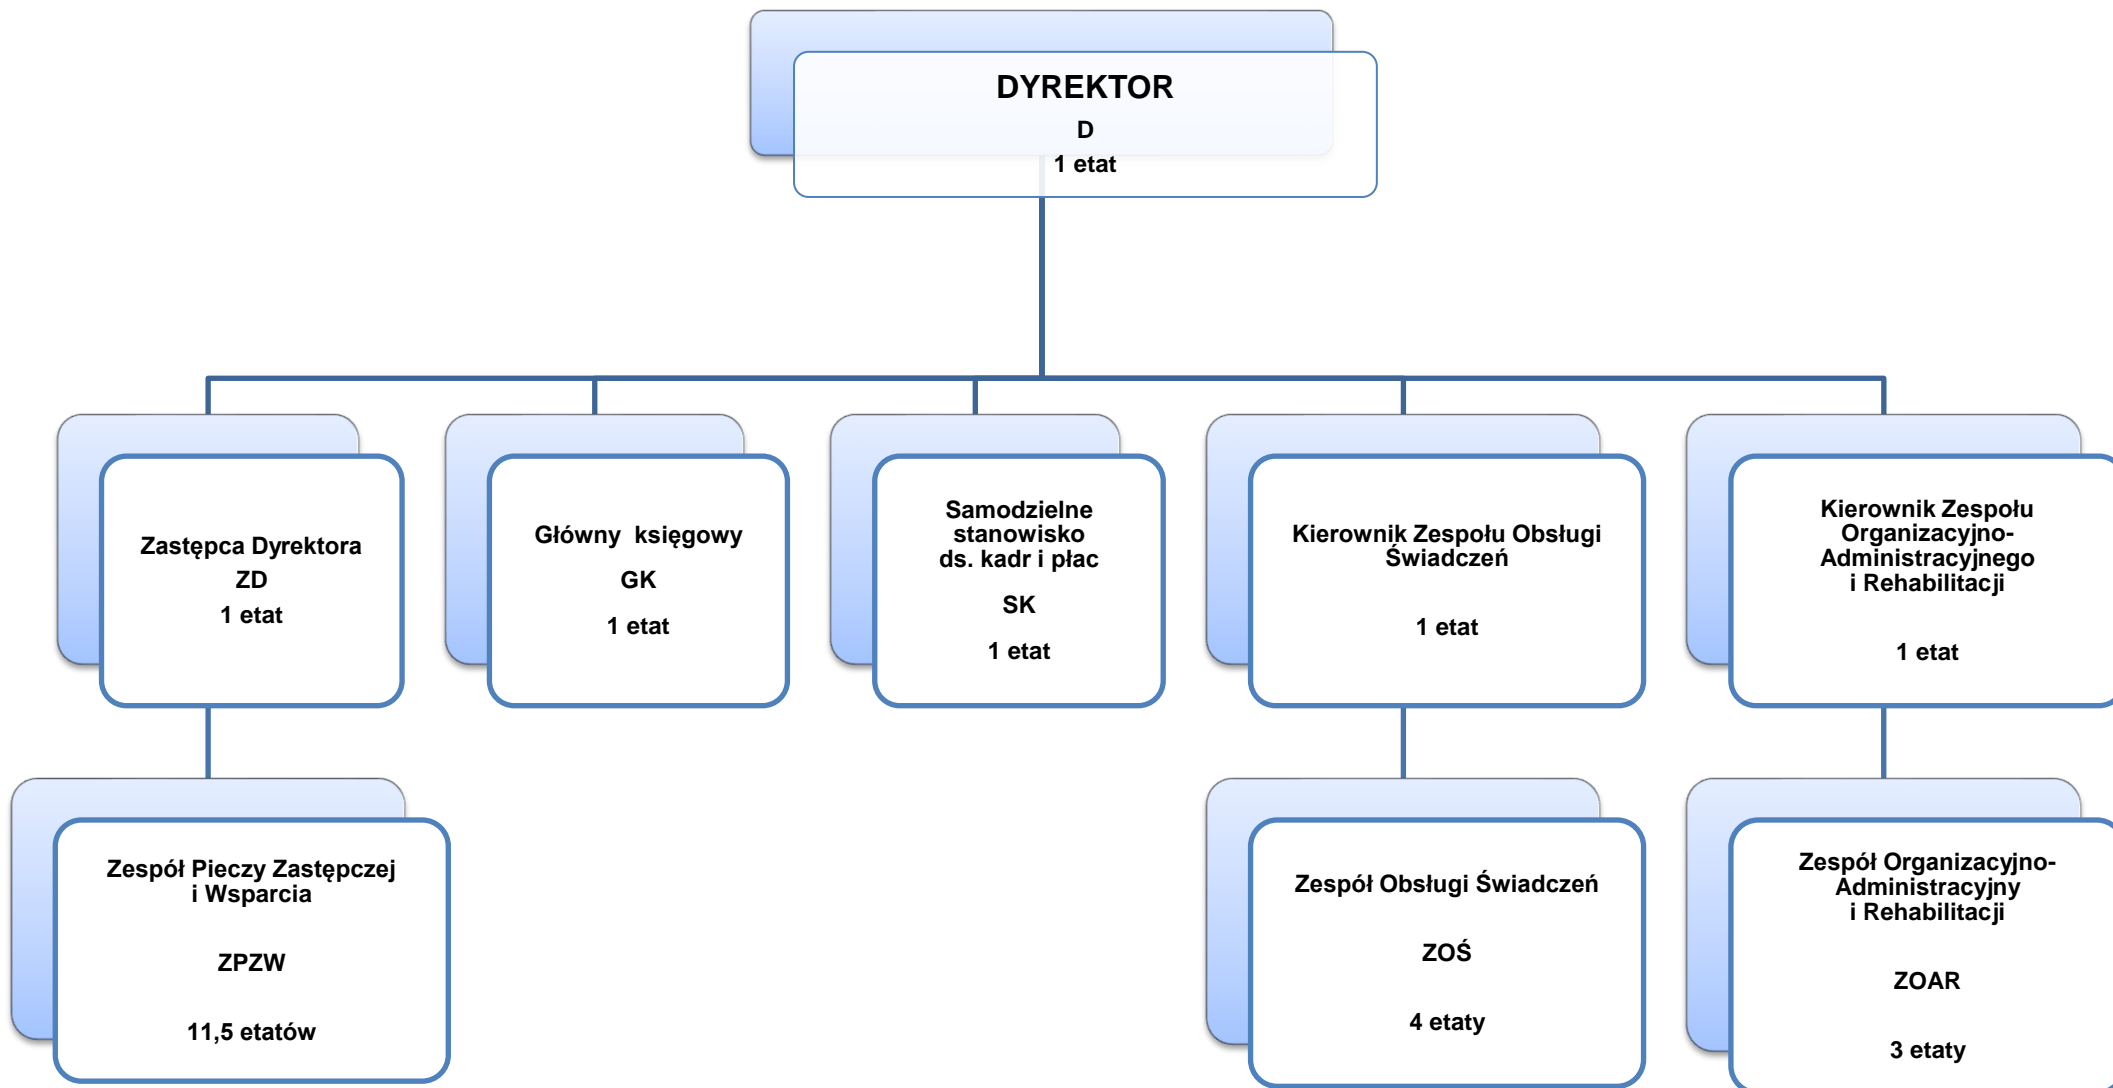 DYREKTOR
D
1 etat
Zastępca Dyrektora
ZD
1 etat
Główny  księgowy
GK
1 etat
Samodzielne
stanowisko
ds. kadr i płac
SK
1 etat
Kierownik Zespołu Obsługi
Świadczeń
1 etat
Kierownik Zespołu
Organizacyjno-
Administracyjnego
i Rehabilitacji
1 etat
Zespół Pieczy Zastępczej
i Wsparcia
ZPZW
11,5 etatów
Zespół Obsługi Świadczeń
ZOŚ
4 etaty
Zespół Organizacyjno-
Administracyjny
i Rehabilitacji
ZOAR
3 etaty